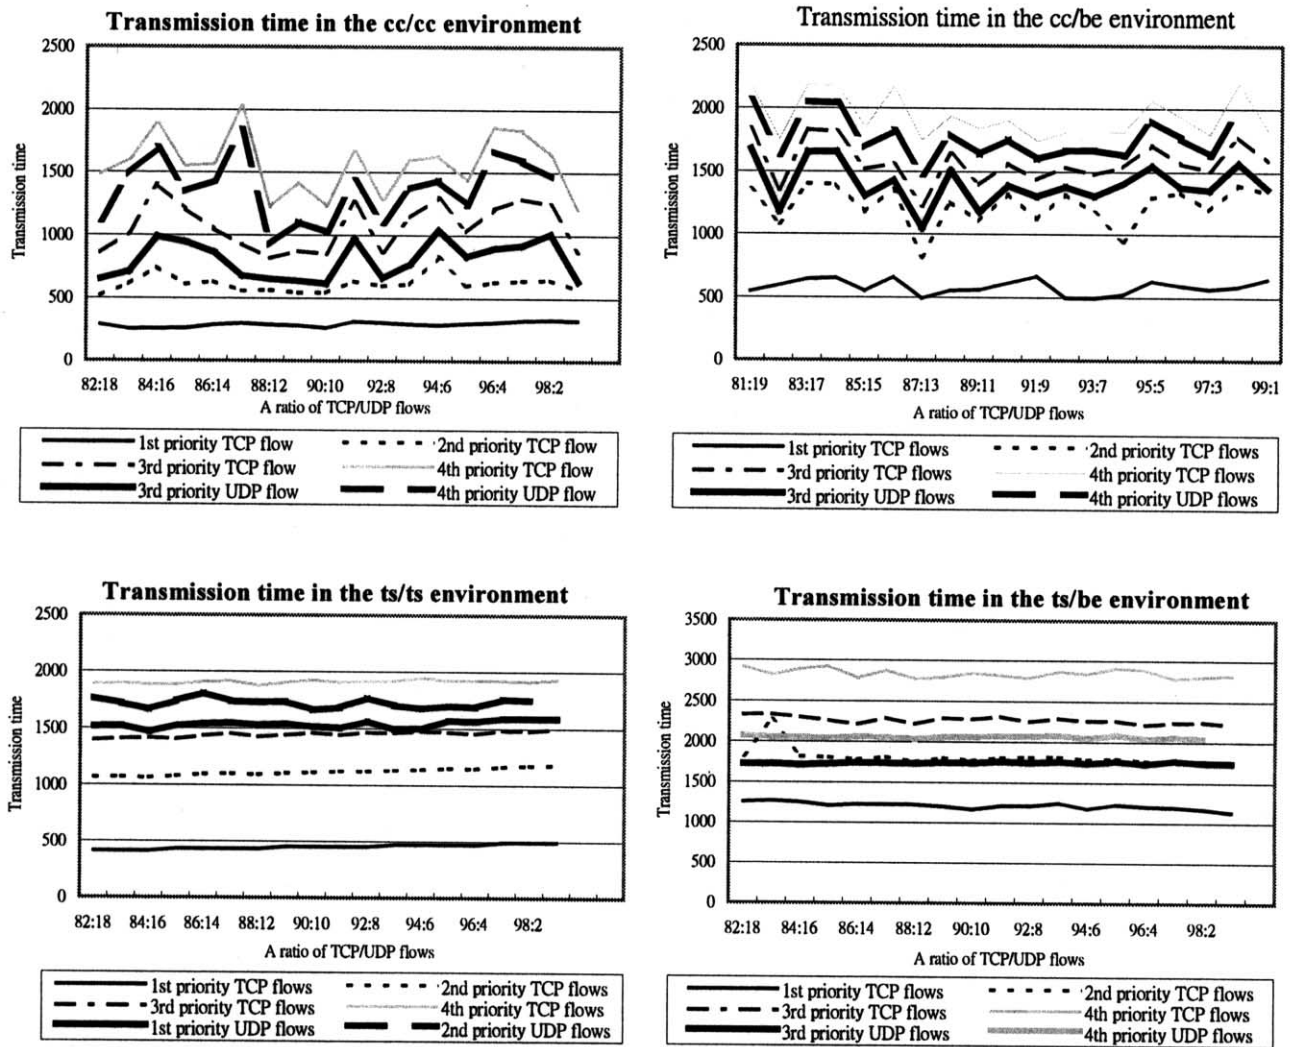 Transmission time in the cc/cc environment
2500
2000
1500
1000
500
0
Transmission time
82:18 84:16 86:14 88:12 90:10 92:8 94:6 96:4 98:2
A ratio of TCP/UDP flows
1st priority TCP flow
2nd priority TCP flow
3rd priority TCP flow
4th priority TCP flow
3rd priority UDP flow
4th priority UDP flow
Transmission time in the cc/be environment
2500
2000
1500
1000
500
0
Transmission time
81:19 83:17 85:15 87:13 89:11 91:9 93:7 95:5 97:3 99:1
A ratio of TCP/UDP flows
1st priority TCP flows
2nd priority TCP flows
3rd priority TCP flows
4th priority TCP flows
3rd priority UDP flows
4th priority UDP flows
Transmission time in the ts/ts environment
2500
2000
1500
1000
500
0
Transmission time
82:18 84:16 86:14 88:12 90:10 92:8 94:6 96:4 98:2
A ratio of TCP/UDP flows
1st priority TCP flows
2nd priority TCP flows
3rd priority TCP flows
4th priority TCP flows
1st priority UDP flows
2nd priority UDP flows
Transmission time in the ts/be environment
3500
3000
2500
2000
1500
1000
500
0
Transmission time
82:18 84:16 86:14 88:12 90:10 92:8 94:6 96:4 98:2
A ratio of TCP/UDP flows
1st priority TCP flows
2nd priority TCP flows
3rd priority TCP flows
4th priority TCP flows
3rd priority UDP flows
4th priority UDP flows